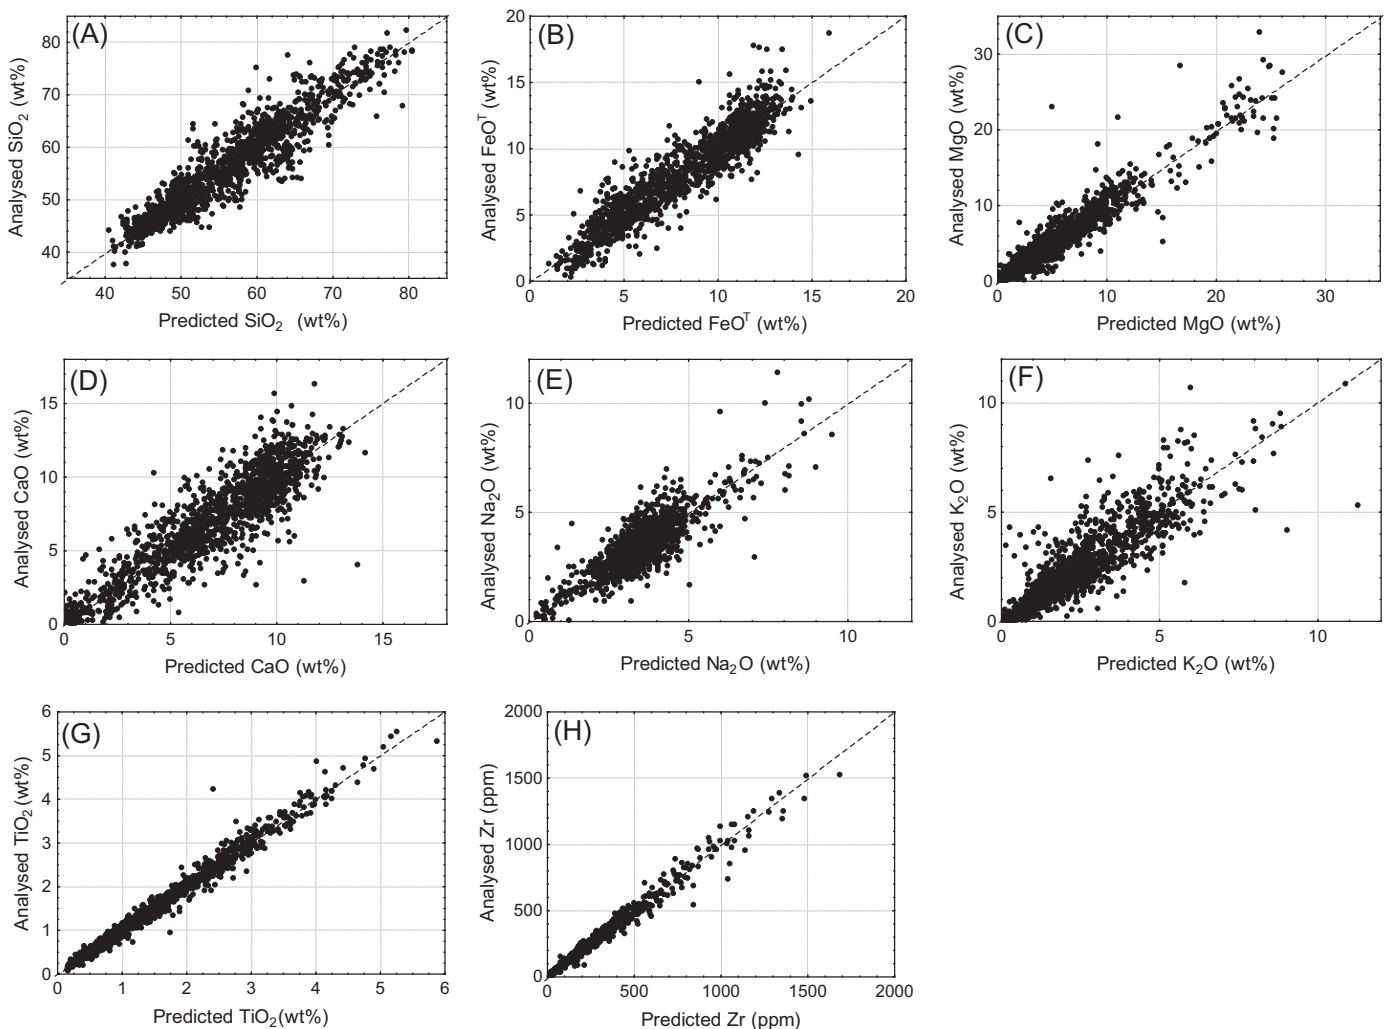 (A)
Analysed SiO₂ (wt%)
80
70
60
50
40
40 50 60 70 80
Predicted SiO₂ (wt%)
(B)
Analysed FeOᵀ (wt%)
20
15
10
5
0
0 5 10 15 20
Predicted FeOᵀ (wt%)
(C)
Analysed MgO (wt%)
30
20
10
0
0 10 20 30
Predicted MgO (wt%)
(D)
Analysed CaO (wt%)
15
10
5
0
0 5 10 15
Predicted CaO (wt%)
(E)
Analysed Na₂O (wt%)
10
5
0
0 5 10
Predicted Na₂O (wt%)
(F)
Analysed K₂O (wt%)
10
5
0
0 5 10
Predicted K₂O (wt%)
(G)
Analysed TiO₂ (wt%)
6
5
4
3
2
1
0
0 1 2 3 4 5 6
Predicted TiO₂(wt%)
(H)
Analysed Zr (ppm)
2000
1500
1000
500
0
0 500 1000 1500 2000
Predicted Zr (ppm)